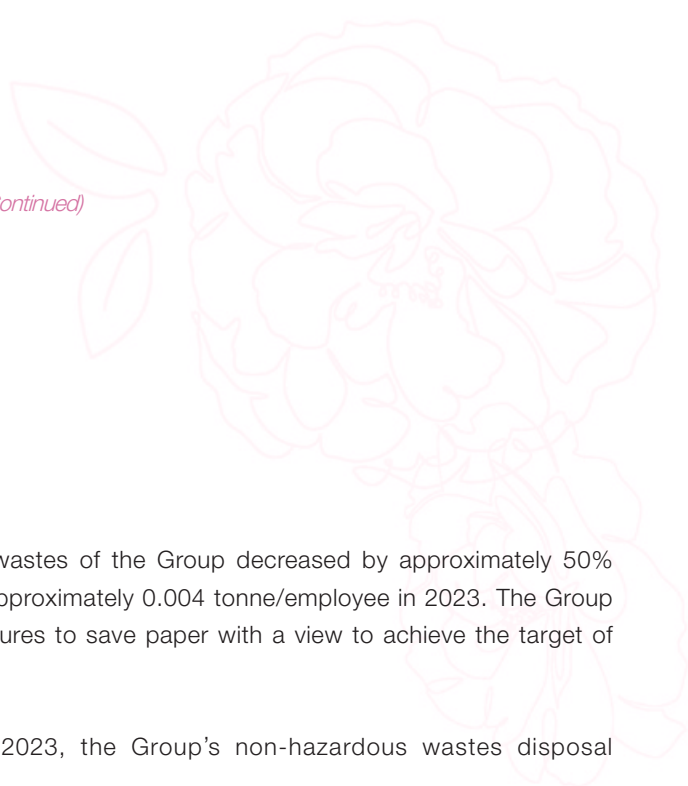 ontinued)
wastes of the Group decreased by approximately 50%
pproximately 0.004 tonne/employee in 2023. The Group
ures to save paper with a view to achieve the target of
2023, the Group's non-hazardous wastes disposal